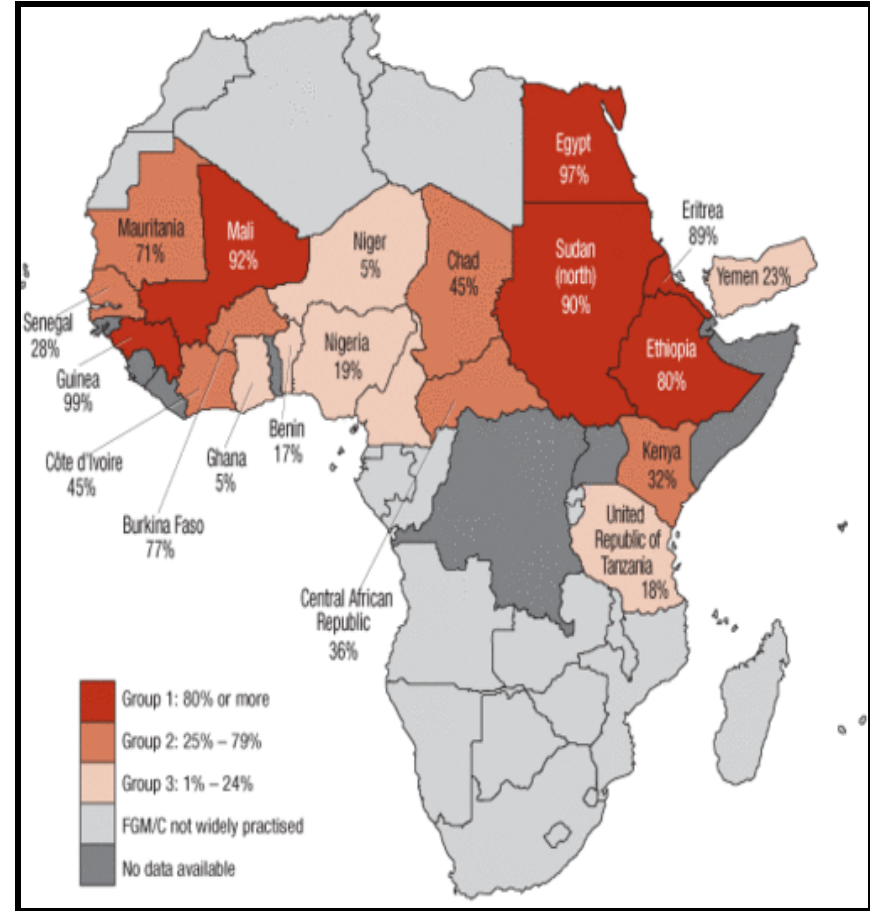 Egypt
97%
Eritrea
89%
Mauritania
71%
Mali
92%
Niger
5%
Chad
45%
Sudan
(north)
90%
Yemen 23%
Senegal
28%
Nigeria
19%
Ethiopia
80%
Guinea
99%
Benin
17%
Kenya
32%
Côte d'Ivoire
45%
Ghana
5%
Burkina Faso
77%
United
Republic of
Tanzania
18%
Central African
Republic
36%
Group 1: 80% or more
Group 2: 25% – 79%
Group 3: 1% – 24%
FGM/C not widely practised
No data available